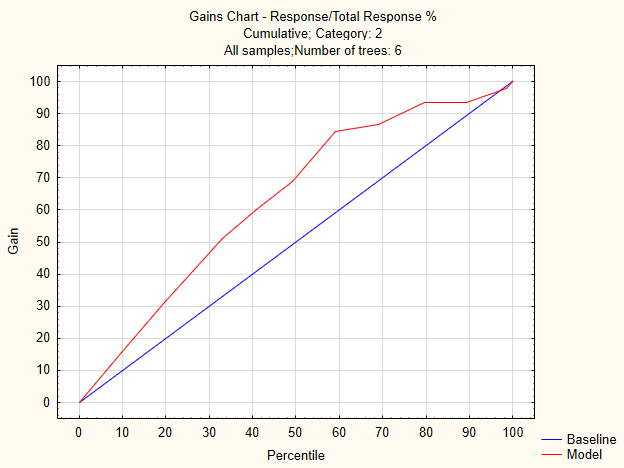 Gains Chart - Response/Total Response %
Cumulative; Category: 2
All samples;Number of trees: 6
100
90
80
70
60
50
40
30
20
10
0
Gain
0 10 20 30 40 50 60 70 80 90 100
Percentile
Baseline
Model